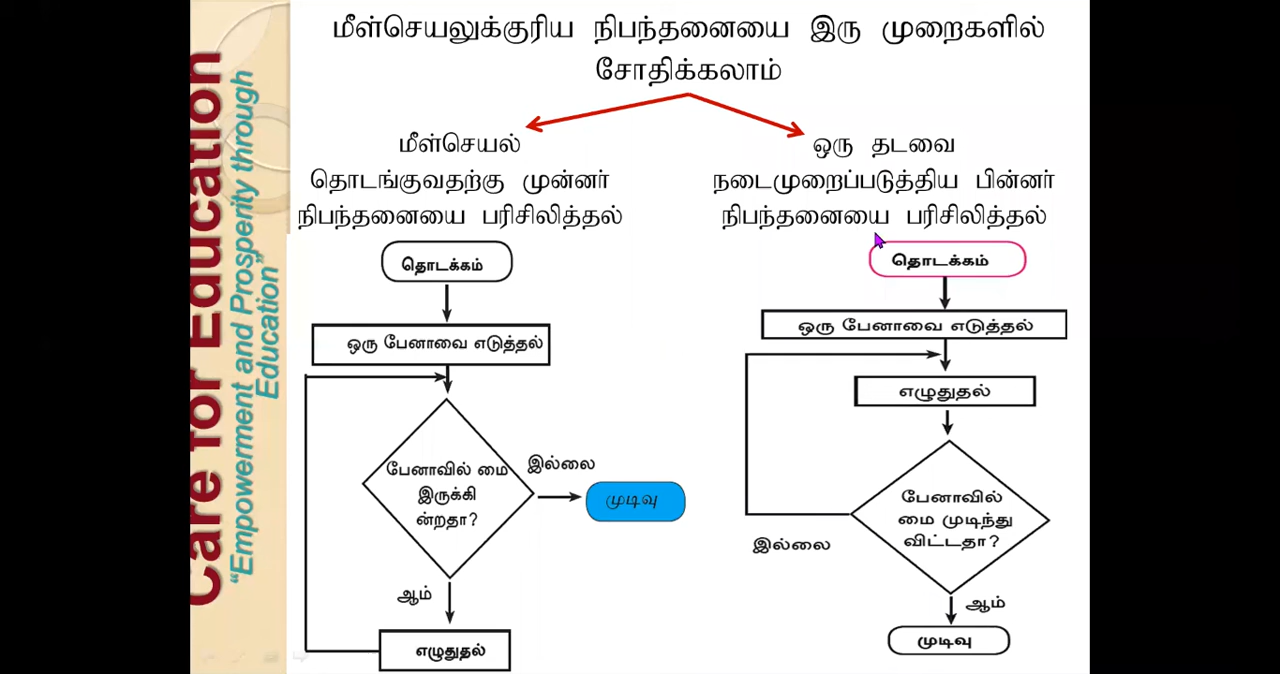 Care for Education
“Empowerment and Prosperity through
Education”
மீள்செயலுக்குரிய நிபந்தனையை இரு முறைகளில்
சோதிக்கலாம்
மீள்செயல்
தொடங்குவதற்கு முன்னர்
நிபந்தனையை பரிசிலித்தல்
தொடக்கம்
ஒரு பேனாவை எடுத்தல்
பேனாவில் மை
இருக்கி
ன்றதா?
இல்லை
முடிவு
ஆம்
எழுதுதல்
ஒரு தடவை
நடைமுறைப்படுத்திய பின்னர்
நிபந்தனையை பரிசிலித்தல்
தொடக்கம்
ஒரு பேனாவை எடுத்தல்
எழுதுதல்
பேனாவில்
மை முடிந்து
விட்டதா?
இல்லை
ஆம்
முடிவு